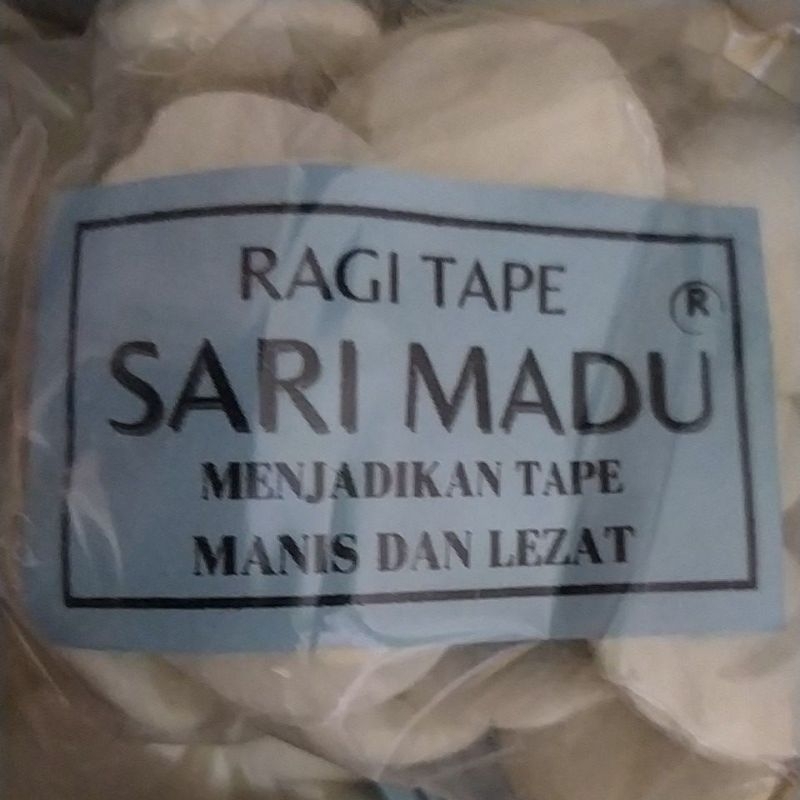 RAGI TAPE
®
SARI MADU
MENJADIKAN TAPE
MANIS DAN LEZAT